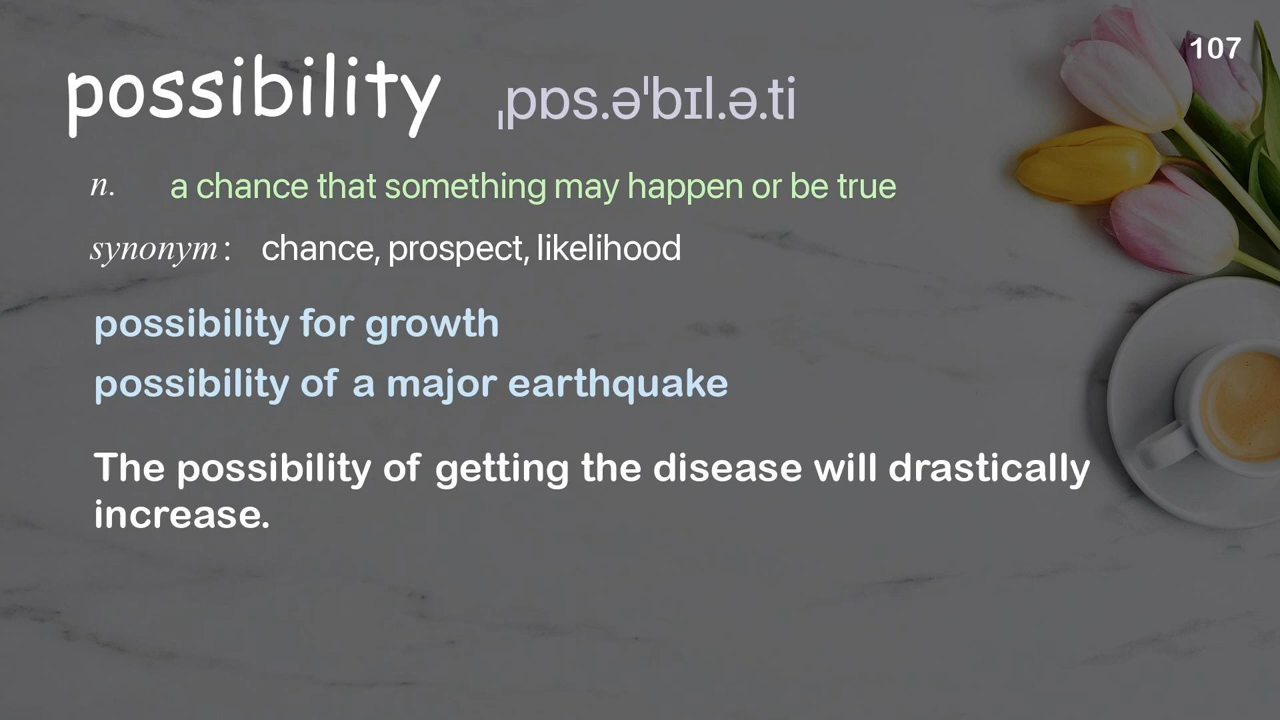 107
possibility ˌpɒs.əˈbɪl.ə.ti
n. a chance that something may happen or be true
synonym : chance, prospect, likelihood
possibility for growth
possibility of a major earthquake
The possibility of getting the disease will drastically
increase.